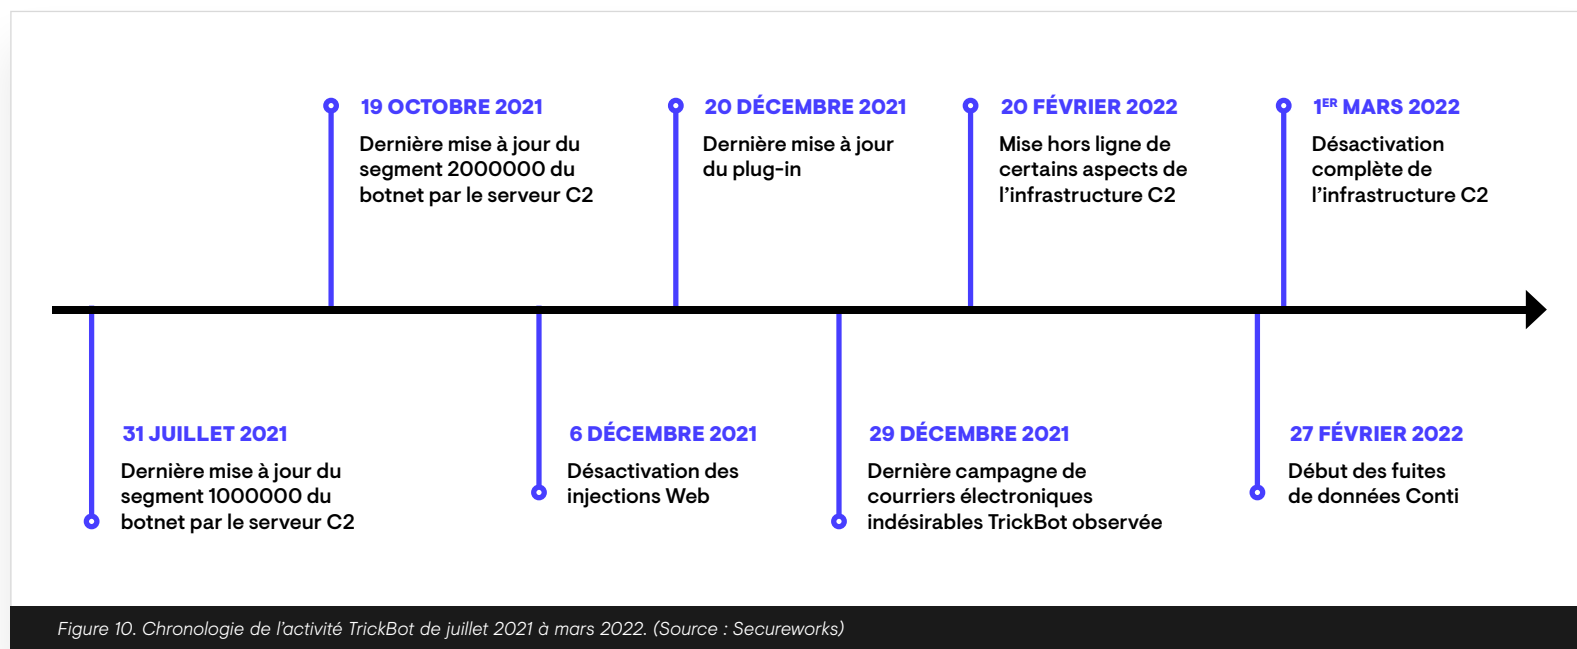 19 OCTOBRE 2021
Dernière mise à jour du
segment 2000000 du
botnet par le serveur C2
20 DÉCEMBRE 2021
Dernière mise à jour
du plug-in
20 FÉVRIER 2022
Mise hors ligne de
certains aspects de
l’infrastructure C2
1ER MARS 2022
Désactivation
complète de
l’infrastructure C2
31 JUILLET 2021
Dernière mise à jour du
segment 1000000 du
botnet par le serveur C2
6 DÉCEMBRE 2021
Désactivation des
injections Web
29 DÉCEMBRE 2021
Dernière campagne de
courriers électroniques
indésirables TrickBot observée
27 FÉVRIER 2022
Début des fuites
de données Conti
Figure 10. Chronologie de l’activité TrickBot de juillet 2021 à mars 2022. (Source : Secureworks)